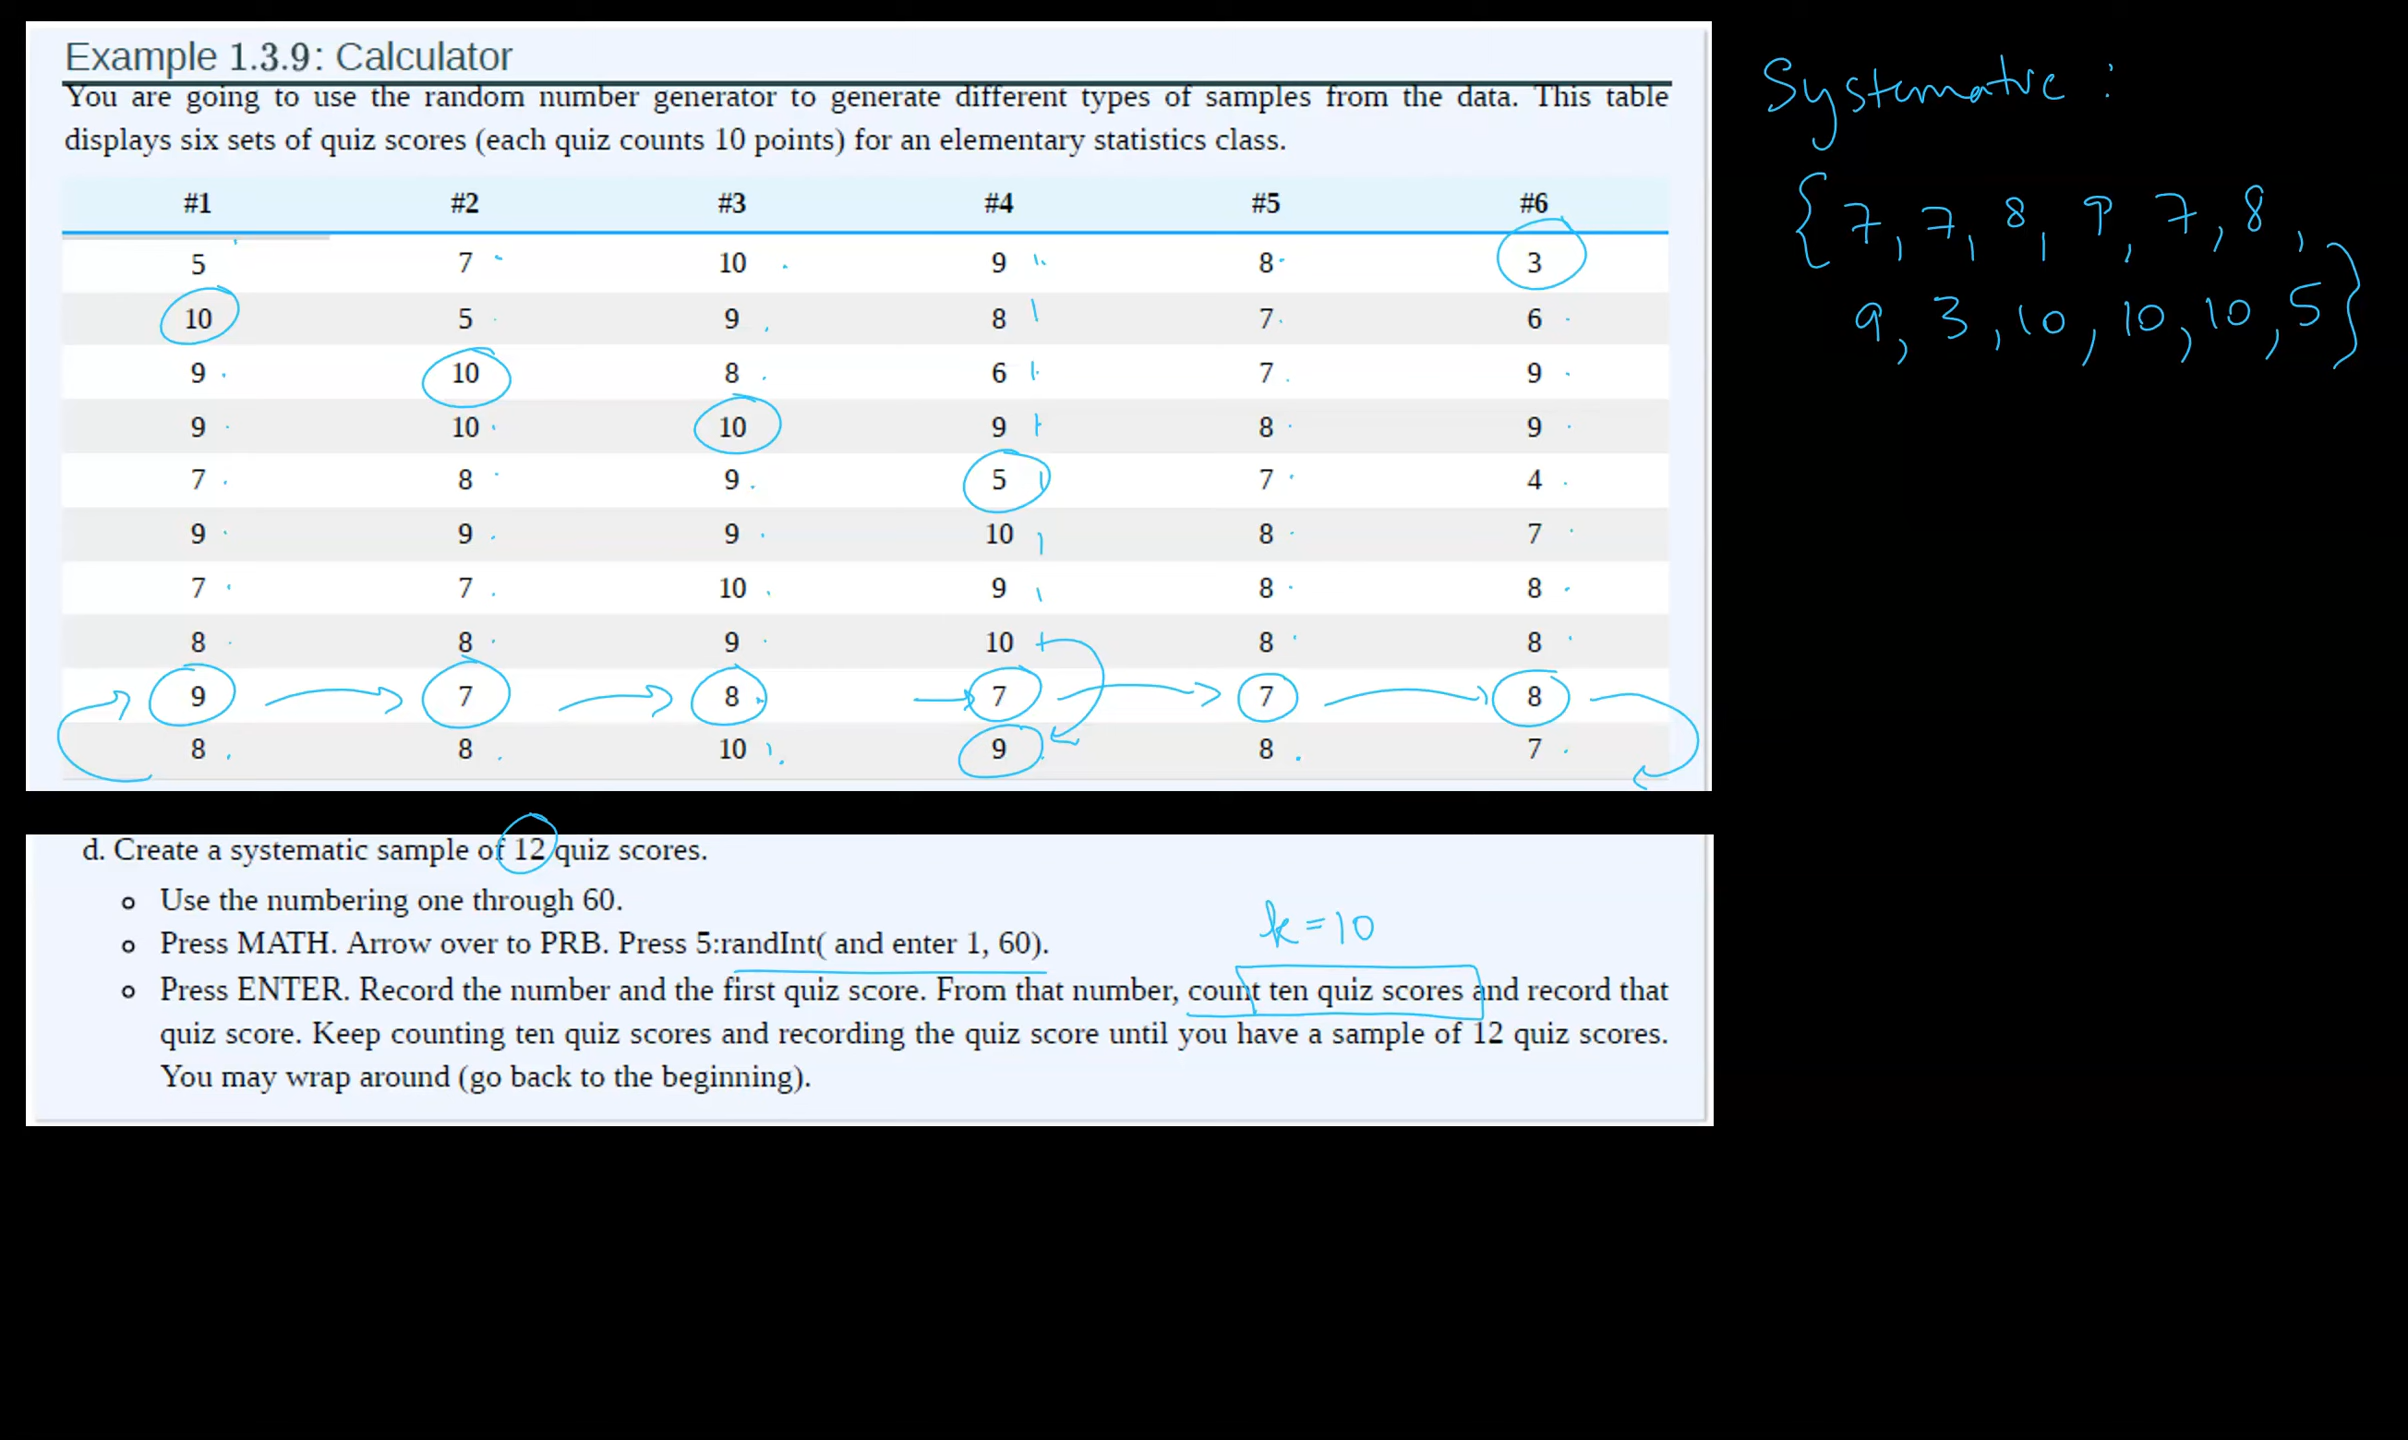 Example 1.3.9: Calculator
You are going to use the random number generator to generate different types of samples from the data. This table
displays six sets of quiz scores (each quiz counts 10 points) for an elementary statistics class.
#1 #2 #3 #4 #5 #6
5 7 10 9 8 3
10 5 9 8 7 6
9 10 8 6 7 9
9 10 10 9 8 9
7 8 9 5 7 4
9 9 9 10 8 7
7 7 10 9 8 8
8 8 9 10 8 8
9 7 8 7 7 8
8 8 10 9 8 7
d. Create a systematic sample of 12 quiz scores.
Use the numbering one through 60.
Press MATH. Arrow over to PRB. Press 5:randInt( and enter 1, 60).
k=10
Press ENTER. Record the number and the first quiz score. From that number, count ten quiz scores and record that
quiz score. Keep counting ten quiz scores and recording the quiz score until you have a sample of 12 quiz scores.
You may wrap around (go back to the beginning).
Systematic :
{7, 7, 8, 9, 7, 8,
9, 3, 10, 10, 10, 5}